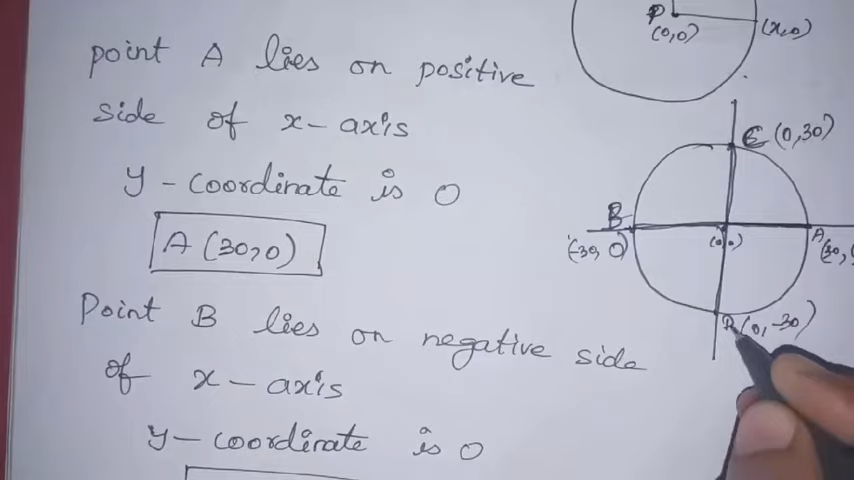 point A lies on positive
side of x-axis
y-coordinate is 0
A (30,0)
Point B lies on negative side
of x-axis
y-coordinate is 0
P
(0,0)
(x,0)
(0,30)
B
(-30, 0)
(0,0)
A
(30,
(0,-30)